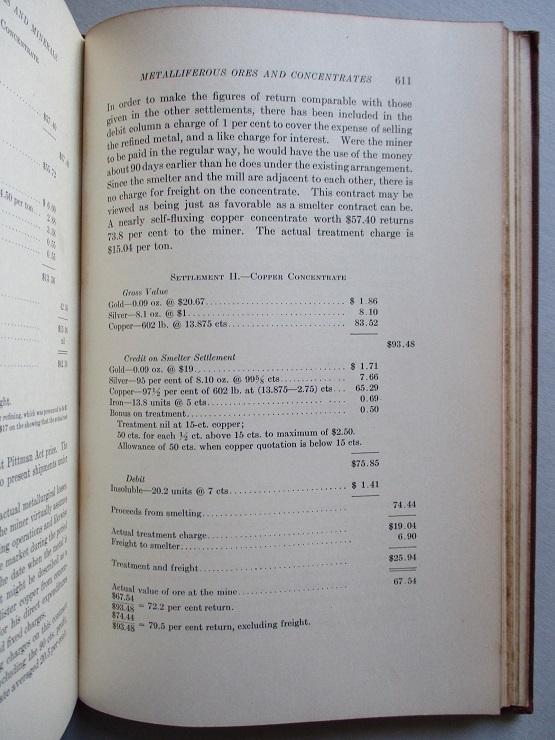 METALLIFEROUS ORES AND CONCENTRATES 611
In order to make the figures of return comparable with those
given in the other settlements, there has been included in the
debit column a charge of 1 per cent to cover the expense of selling
the refined metal, and a like charge for interest. Were the miner
to be paid in the regular way, he would have the use of the money
about 90 days earlier than he does under the existing arrangement.
Since the smelter and the mill are adjacent to each other, there is
no charge for freight on the concentrate. This contract may be
viewed as being just as favorable as a smelter contract can be.
A nearly self-fluxing copper concentrate worth $57.40 returns
73.8 per cent to the miner. The actual treatment charge is
$15.04 per ton.
SETTLEMENT II.—COPPER CONCENTRATE
Gross Value
Gold—0.09 oz. @ $20.67........ $ 1.86
Silver—8.1 oz. @ $1........ 8.10
Copper—602 lb. @ 13.875 cts........ 83.52
$93.48
Credit on Smelter Settlement
Gold—0.09 oz. @ $19........ $ 1.71
Silver—95 per cent of 8.10 oz. @ cts........ 7.66
Copper—97½ per cent of 602 lb. at (13.875—2.75) cts... 65.29
Iron—13.8 units @ 5 cts........ 0.69
Bonus on treatment........ 0.50
Treatment nil at 15-ct. copper;
50 cts. for each ½ ct. above 15 cts. to maximum of $2.50.
Allowance of 50 cts. when copper quotation is below 15 cts.
$75.85
Debit
Insoluble—20.2 units @ 7 cts........ $ 1.41
Proceeds from smelting........ 74.44
Actual treatment charge........ $19.04
Freight to smelter........ 6.90
Treatment and freight........ $25.94
Actual value of ore at the mine........ 67.54
$67.54
$93.48 = 72.2 per cent return.
$74.44
$93.48 = 79.5 per cent return, excluding freight.